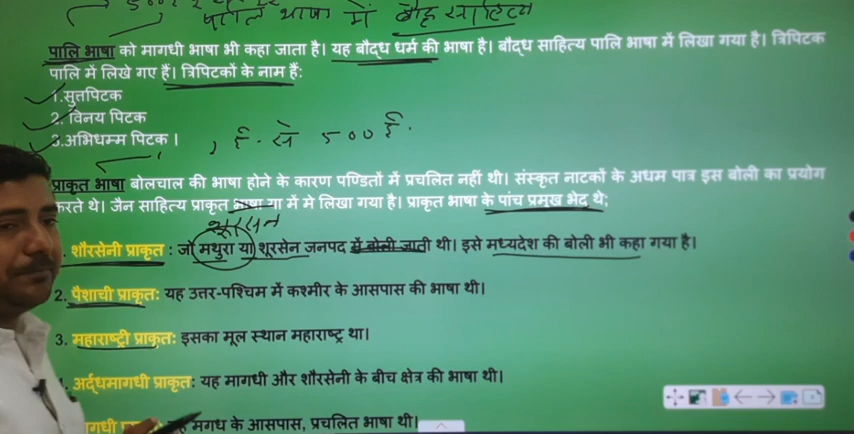 पालि भाषा में बौद्ध साहित्य
पालि भाषा को मागधी भाषा भी कहा जाता है। यह बौद्ध धर्म की भाषा है। बौद्ध साहित्य पालि भाषा में लिखा गया है। त्रिपिटक
पालि में लिखे गए हैं। त्रिपिटकों के नाम हैं:
1.सुत्तपिटक
2. विनय पिटक
3.अभिधम्म पिटक ।
1 ई. से 500 ई.
प्राकृत भाषा बोलचाल की भाषा होने के कारण पण्डितों में प्रचलित नहीं थी। संस्कृत नाटकों के अधम पात्र इस बोली का प्रयोग
करते थे। जैन साहित्य प्राकृत भाषा या में मे लिखा गया है। प्राकृत भाषा के पांच प्रमुख भेद थे;
शौरसेनी प्राकृत : जो मथुरा या शूरसेन जनपद में बोली जाती थी। इसे मध्यदेश की बोली भी कहा गया है।
2. पैशाची प्राकृत: यह उत्तर-पश्चिम में कश्मीर के आसपास की भाषा थी।
3. महाराष्ट्री प्राकृत: इसका मूल स्थान महाराष्ट्र था।
अर्द्धमागधी प्राकृत: यह मागधी और शौरसेनी के बीच क्षेत्र की भाषा थी।
मगध के आसपास, प्रचलित भाषा थी।